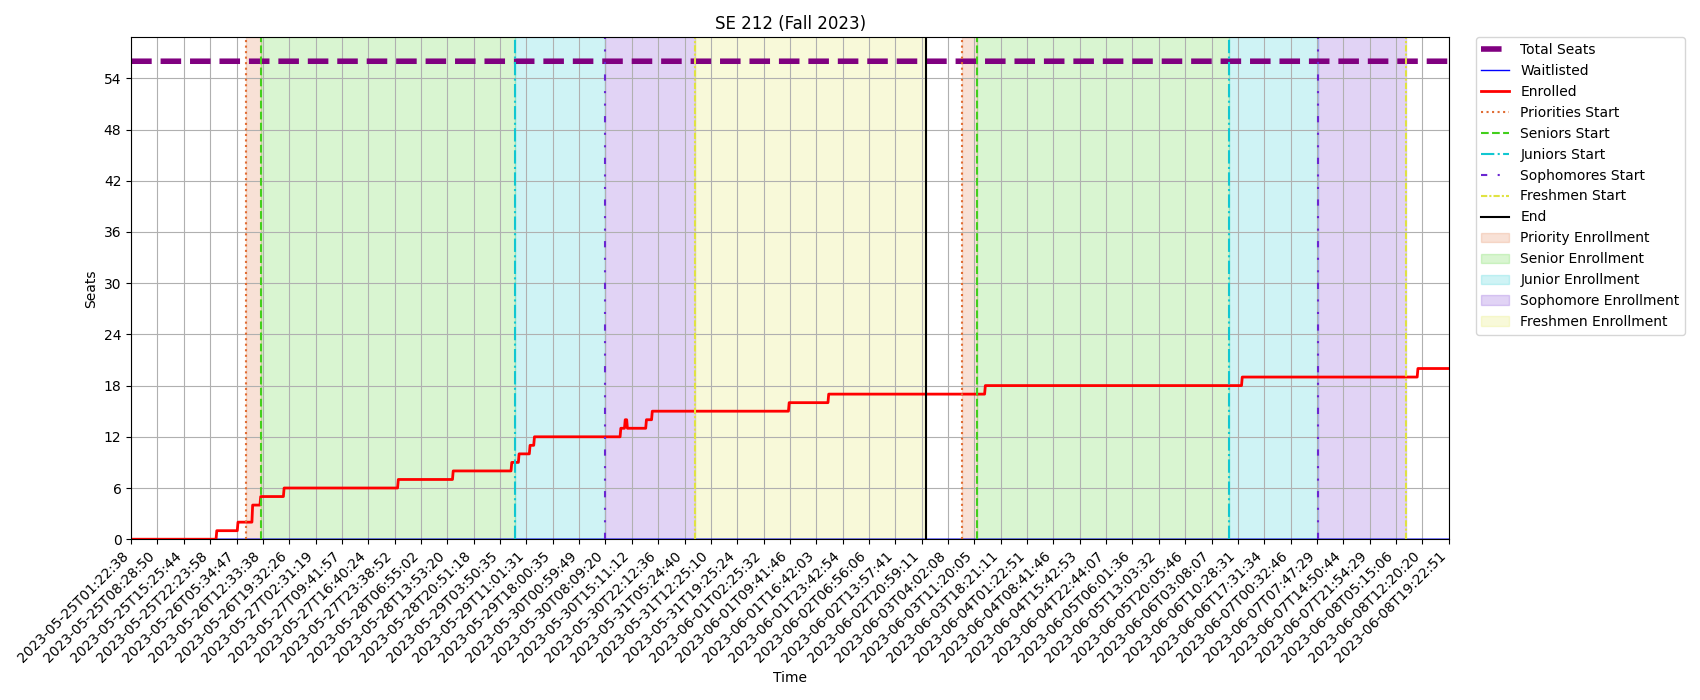 SE 212 (Fall 2023)
Seats
54
48
42
36
30
24
18
12
6
0
2023-05-25T01:22:38
2023-05-25T08:28:50
2023-05-25T15:25:44
2023-05-25T22:23:58
2023-05-26T05:34:47
2023-05-26T12:33:38
2023-05-26T19:32:26
2023-05-27T02:31:19
2023-05-27T09:41:57
2023-05-27T16:40:24
2023-05-27T23:38:52
2023-05-28T06:55:02
2023-05-28T13:53:20
2023-05-28T20:51:18
2023-05-29T03:50:35
2023-05-29T11:01:31
2023-05-29T18:00:35
2023-05-30T00:59:49
2023-05-30T08:09:20
2023-05-30T15:11:12
2023-05-30T22:12:36
2023-05-31T05:24:40
2023-05-31T12:25:10
2023-05-31T19:25:24
2023-06-01T02:25:32
2023-06-01T09:41:46
2023-06-01T16:42:03
2023-06-01T23:42:54
2023-06-02T06:56:06
2023-06-02T13:57:41
2023-06-02T20:59:11
2023-06-03T04:02:08
2023-06-03T11:20:05
2023-06-03T18:21:11
2023-06-04T01:22:51
2023-06-04T08:41:46
2023-06-04T15:42:53
2023-06-04T22:44:07
2023-06-05T06:01:36
2023-06-05T13:03:32
2023-06-05T20:05:46
2023-06-06T03:08:07
2023-06-06T10:28:31
2023-06-06T17:31:34
2023-06-07T00:32:46
2023-06-07T07:47:29
2023-06-07T14:50:44
2023-06-07T21:54:29
2023-06-08T05:15:06
2023-06-08T12:20:20
2023-06-08T19:22:51
Time
Total Seats
Waitlisted
Enrolled
Priorities Start
Seniors Start
Juniors Start
Sophomores Start
Freshmen Start
End
Priority Enrollment
Senior Enrollment
Junior Enrollment
Sophomore Enrollment
Freshmen Enrollment